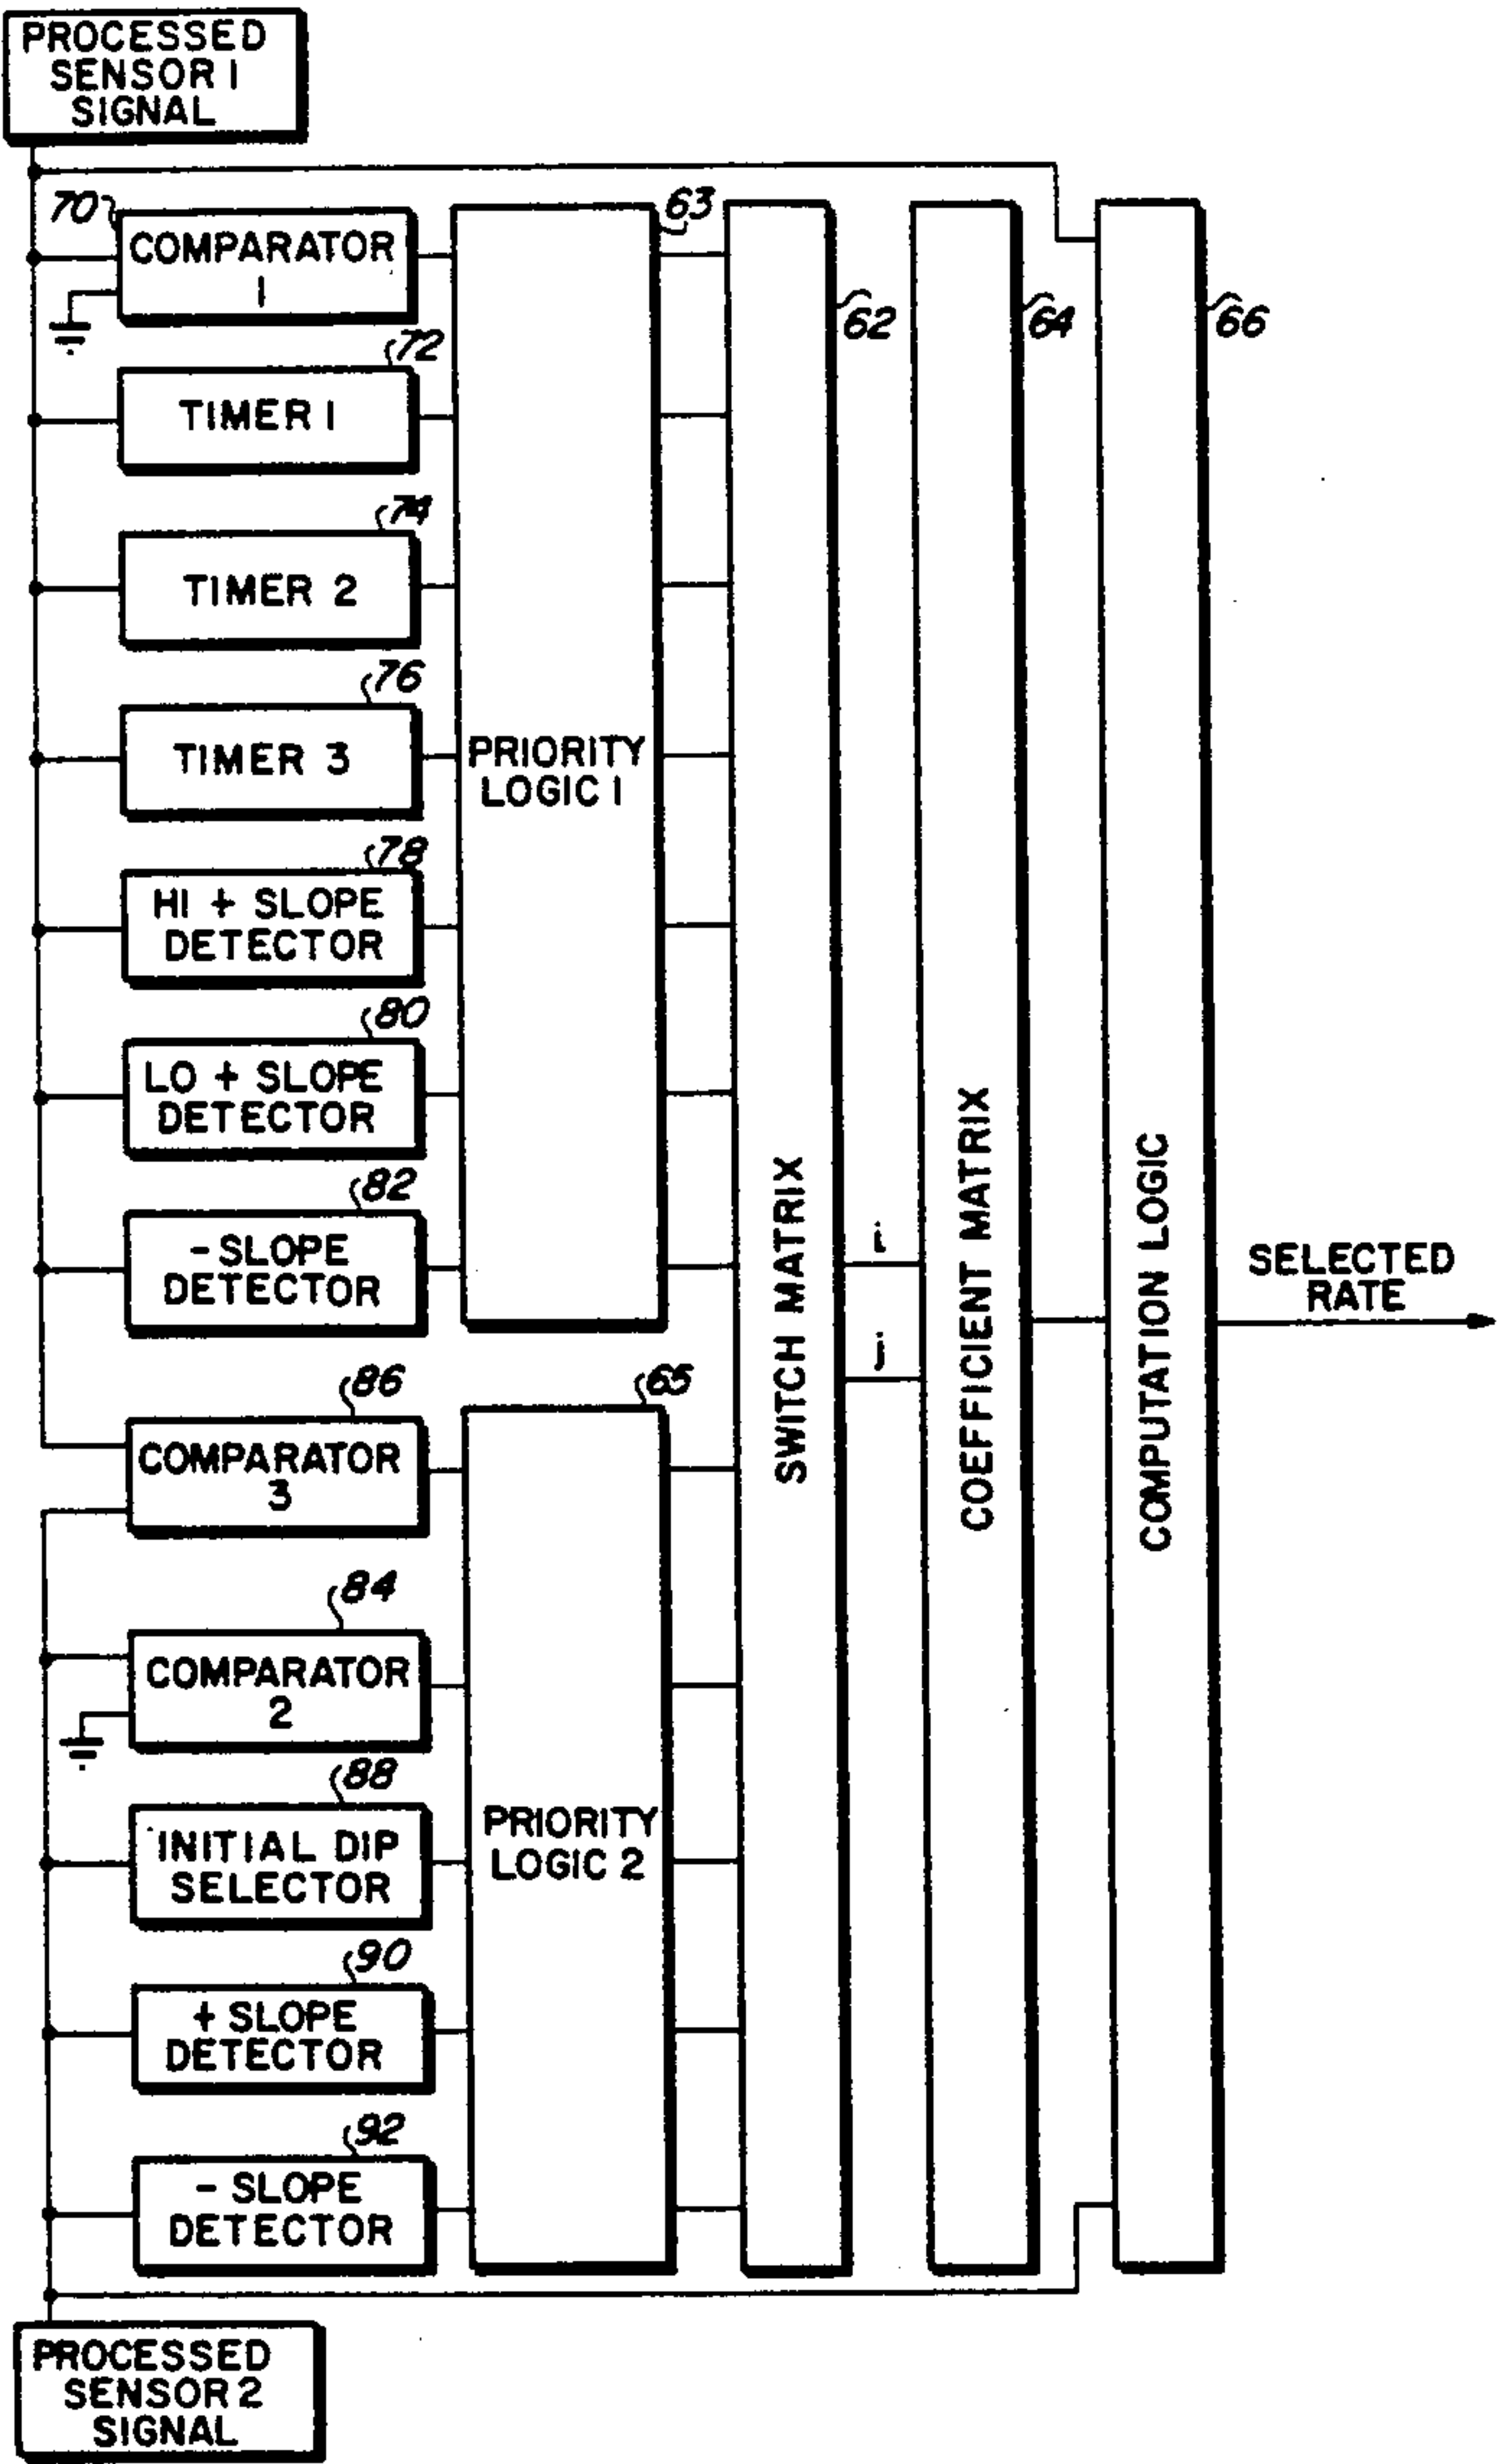 PROCESSED
SENSOR 1
SIGNAL
70
COMPARATOR
1
63
62
64
66
72
TIMER 1
74
TIMER 2
76
TIMER 3
PRIORITY
LOGIC 1
78
HI + SLOPE
DETECTOR
80
LO + SLOPE
DETECTOR
82
- SLOPE
DETECTOR
SWITCH MATRIX
i
j
COEFFICIENT MATRIX
COMPUTATION LOGIC
SELECTED
RATE
86
COMPARATOR
3
65
84
COMPARATOR
2
88
INITIAL DIP
SELECTOR
PRIORITY
LOGIC 2
90
+ SLOPE
DETECTOR
92
- SLOPE
DETECTOR
PROCESSED
SENSOR 2
SIGNAL